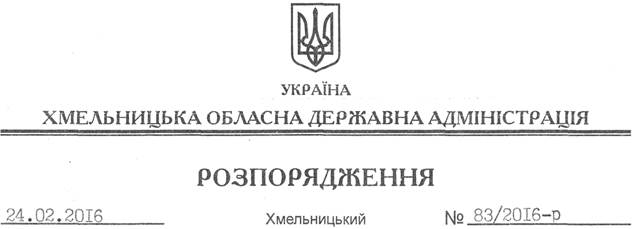 УКРАЇНА
ХМЕЛЬНИЦЬКА ОБЛАСНА ДЕРЖАВНА АДМІНІСТРАЦІЯ
РОЗПОРЯДЖЕННЯ
24.02.2016 Хмельницький № 83/2016-р